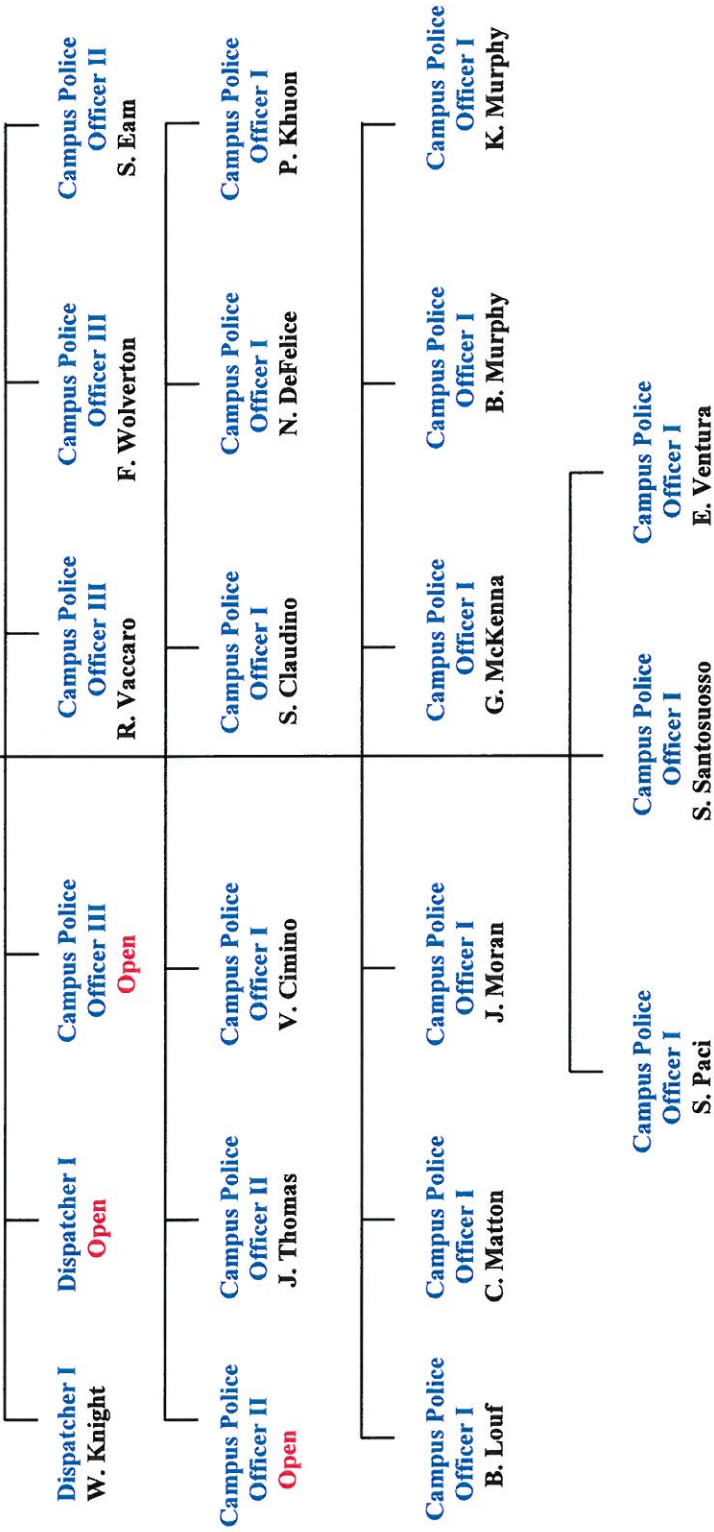 Dispatcher I
W. Knight
Dispatcher I
Open
Campus Police
Officer III
Open
Campus Police
Officer III
R. Vaccaro
Campus Police
Officer III
F. Wolverton
Campus Police
Officer II
S. Eam
Campus Police
Officer II
Open
Campus Police
Officer II
J. Thomas
Campus Police
Officer I
V. Cimino
Campus Police
Officer I
S. Claudino
Campus Police
Officer I
N. DeFelice
Campus Police
Officer I
P. Khuon
Campus Police
Officer I
B. Louf
Campus Police
Officer I
C. Matton
Campus Police
Officer I
J. Moran
Campus Police
Officer I
G. McKenna
Campus Police
Officer I
B. Murphy
Campus Police
Officer I
K. Murphy
Campus Police
Officer I
S. Paci
Campus Police
Officer I
S. Santosuosso
Campus Police
Officer I
E. Ventura